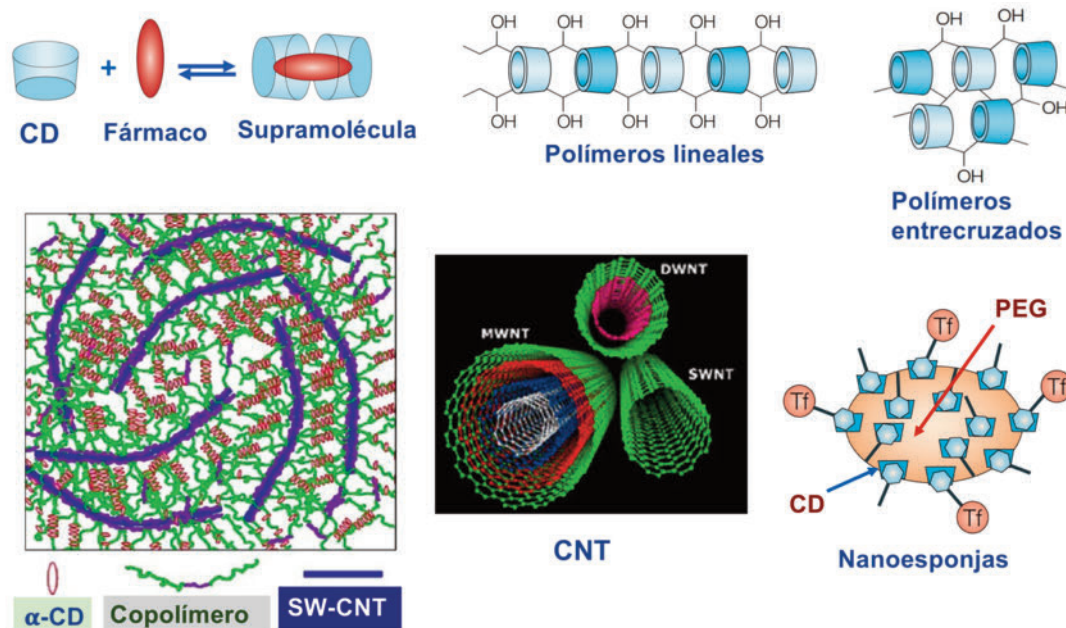 CD
+
Fármaco
Supramolécula
OH OH OH OH OH
OH OH OH OH OH
Polímeros lineales
OH
OH
OH
OH
Polímeros
entrecruzados
DWNT
MWNT
SWNT
CNT
PEG
Tf
Tf
Tf
Tf
CD
Nanoesponjas
α-CD
Copolímero
SW-CNT